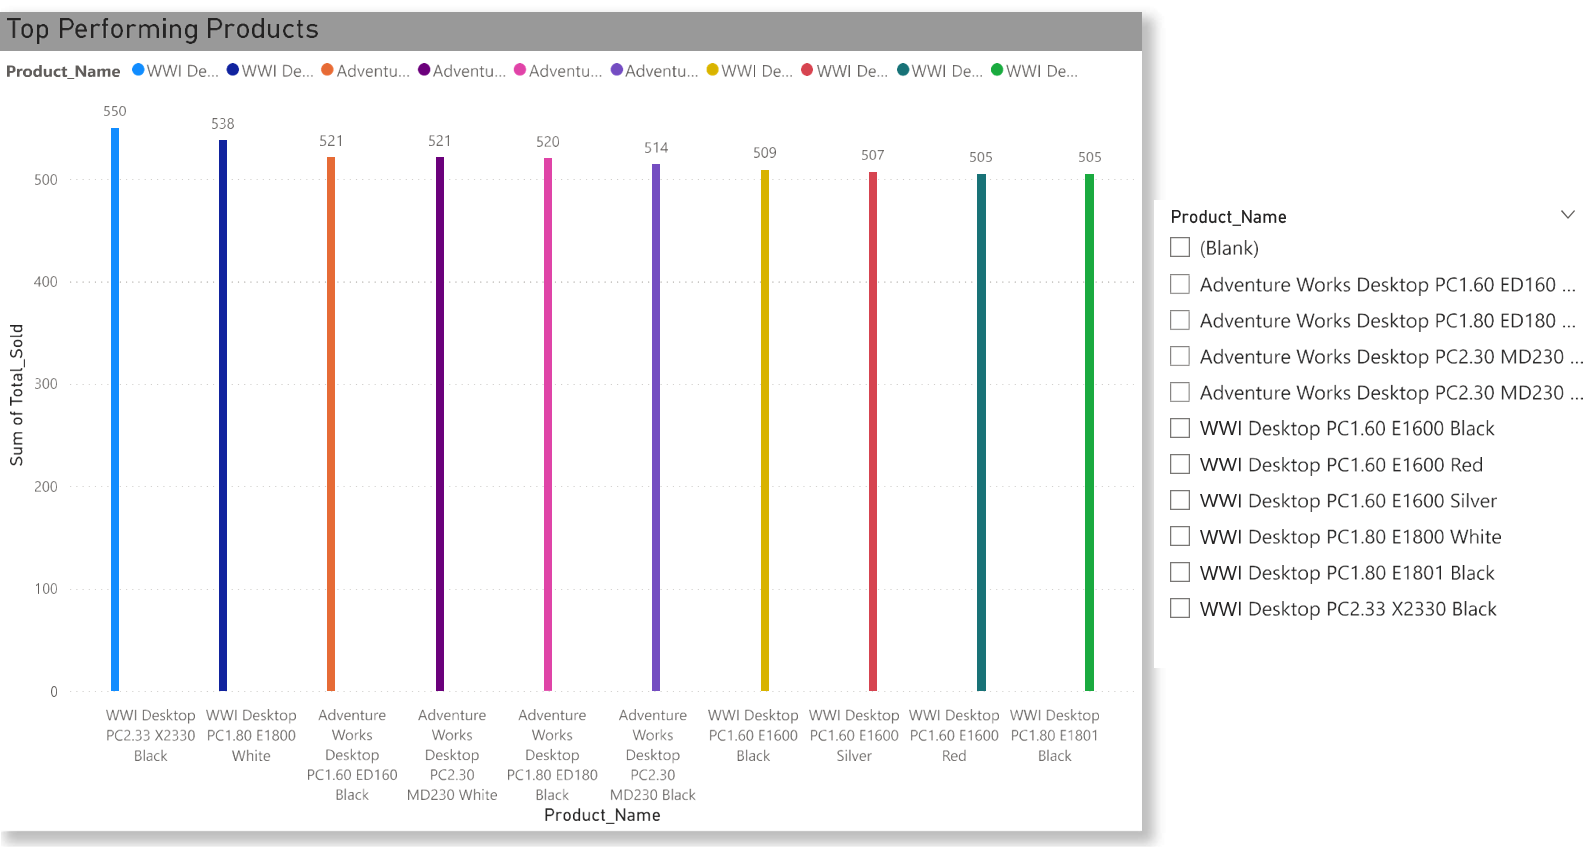 Top Performing Products
Product_Name WWI De... WWI De... Adventu... Adventu... Adventu... Adventu... WWI De... WWI De... WWI De... WWI De...
550
538
521
521
520
514
509
507
505
505
500
400
300
200
100
0
Sum of Total_Sold
WWI Desktop
PC2.33 X2330
Black
WWI Desktop
PC1.80 E1800
White
Adventure
Works
Desktop
PC1.60 ED160
Black
Adventure
Works
Desktop
PC2.30
MD230 White
Adventure
Works
Desktop
PC1.80 ED180
Black
Adventure
Works
Desktop
PC2.30
MD230 Black
WWI Desktop
PC1.60 E1600
Black
WWI Desktop
PC1.60 E1600
Silver
WWI Desktop
PC1.60 E1600
Red
WWI Desktop
PC1.80 E1801
Black
Product_Name
Product_Name
(Blank)
Adventure Works Desktop PC1.60 ED160 ...
Adventure Works Desktop PC1.80 ED180 ...
Adventure Works Desktop PC2.30 MD230 ...
Adventure Works Desktop PC2.30 MD230 ...
WWI Desktop PC1.60 E1600 Black
WWI Desktop PC1.60 E1600 Red
WWI Desktop PC1.60 E1600 Silver
WWI Desktop PC1.80 E1800 White
WWI Desktop PC1.80 E1801 Black
WWI Desktop PC2.33 X2330 Black